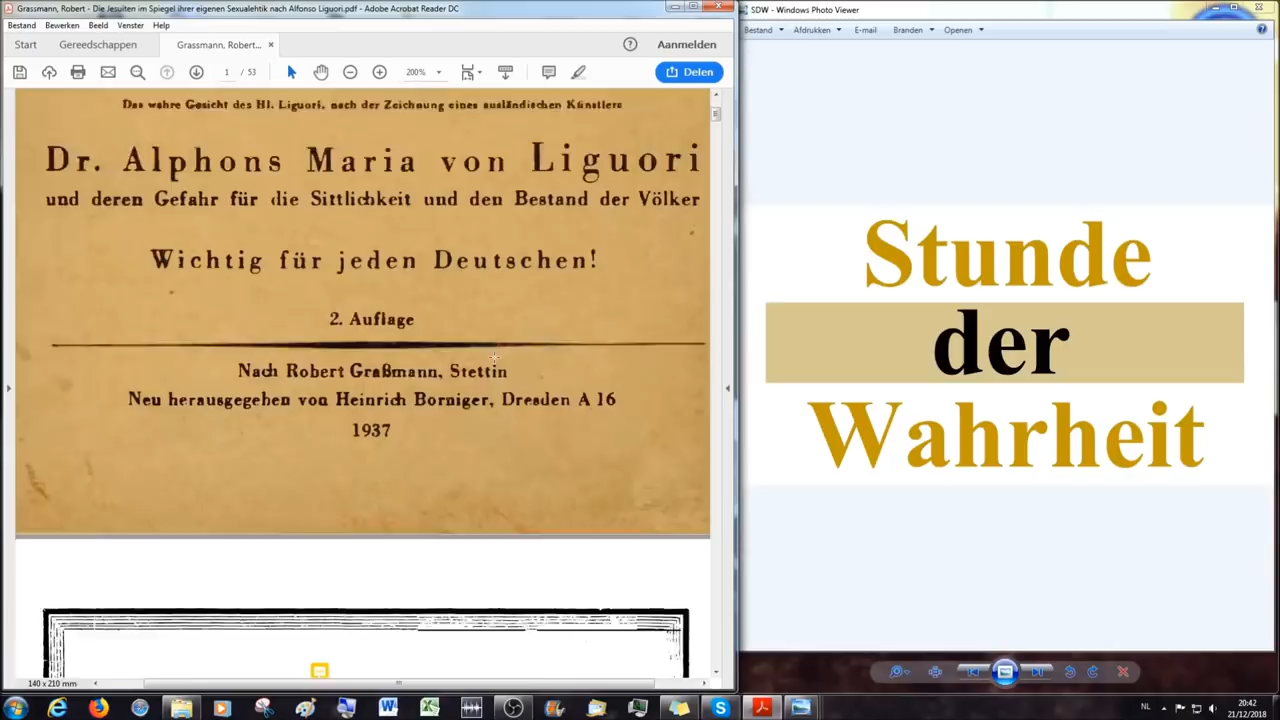 Grassmann, Robert - Die Jesuiten im Spiegel ihrer eigenen Sexualehtik nach Alfonso Liguori.pdf - Adobe Acrobat Reader DC
Bestand Bewerken Beeld Venster Help
Start Gereedschappen Grassmann, Robert... × Aanmelden
1 / 53 200% Delen
Das wahre Gesicht des Hl. Liguori, nach der Zeichnung eines ausländischen Künstlers
Dr. Alphons Maria von Liguori
und deren Gefahr für die Sittlichkeit und den Bestand der Völker
Wichtig für jeden Deutschen!
2. Auflage
Nach Robert Graßmann, Stettin
Neu herausgegeben von Heinrich Borniger, Dresden A 16
1937
140 x 210 mm
SDW - Windows Photo Viewer
Bestand Afdrukken E-mail Branden Openen
Stunde
der
Wahrheit
NL
20:42
21/12/2018